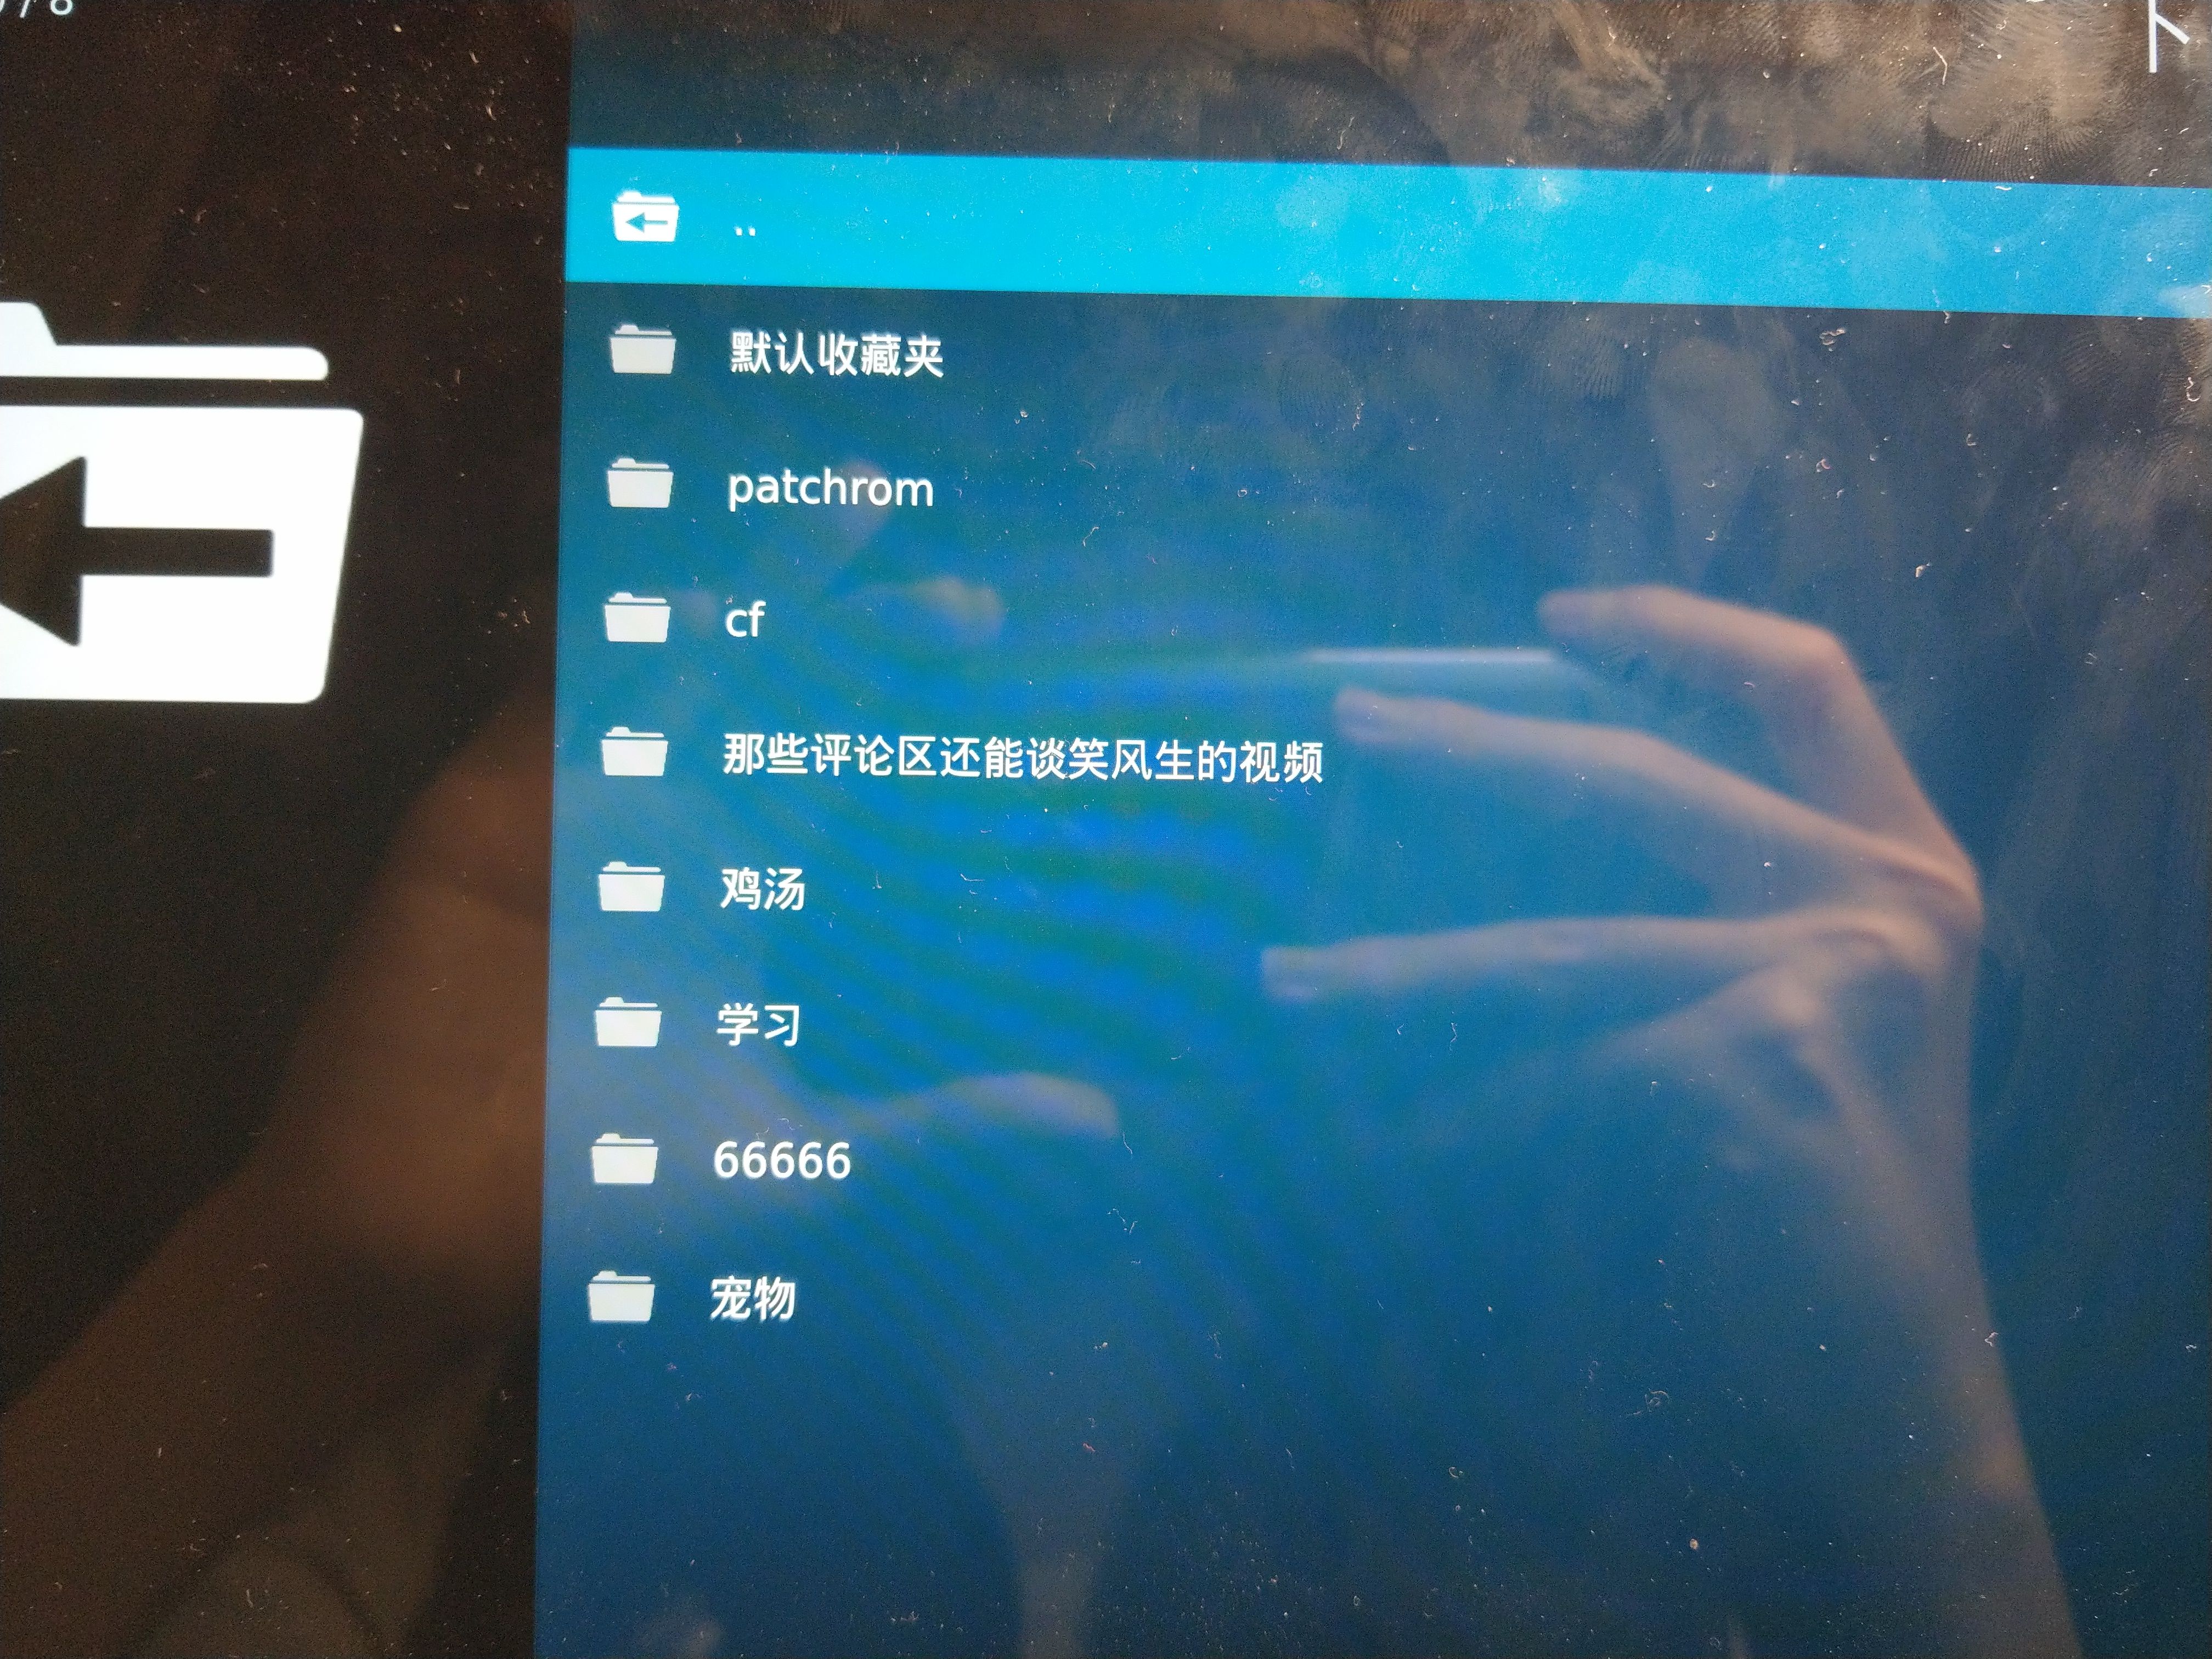 ..
默认收藏夹
patchrom
cf
那些评论区还能谈笑风生的视频
鸡汤
学习
66666
宠物